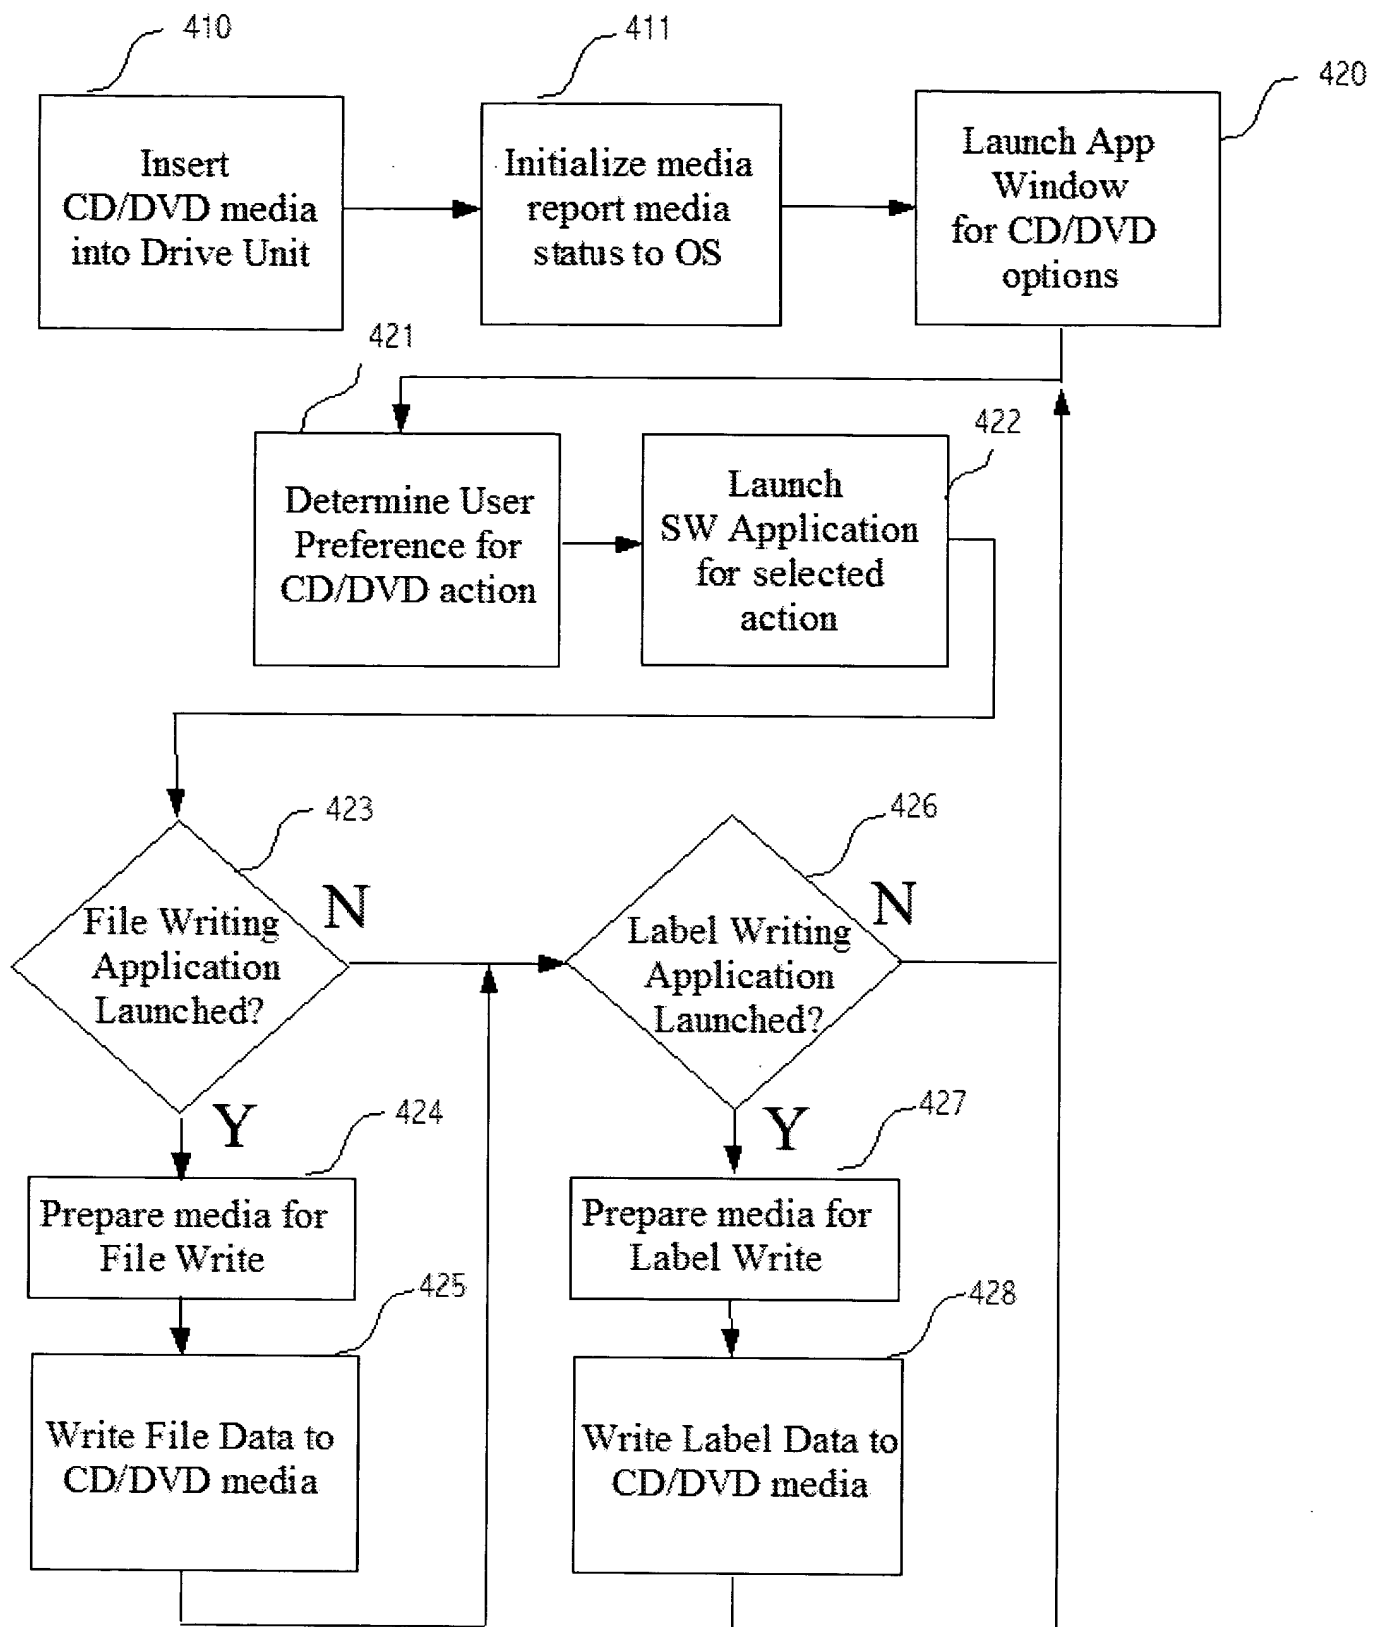 410
411
420
Insert
CD/DVD media
into Drive Unit
Initialize media
report media
status to OS
Launch App
Window
for CD/DVD
options
421
422
Determine User
Preference for
CD/DVD action
Launch
SW Application
for selected
action
423
426
N
N
File Writing
Application
Launched?
Label Writing
Application
Launched?
Y
424
Y
427
Prepare media for
File Write
Prepare media for
Label Write
425
428
Write File Data to
CD/DVD media
Write Label Data to
CD/DVD media